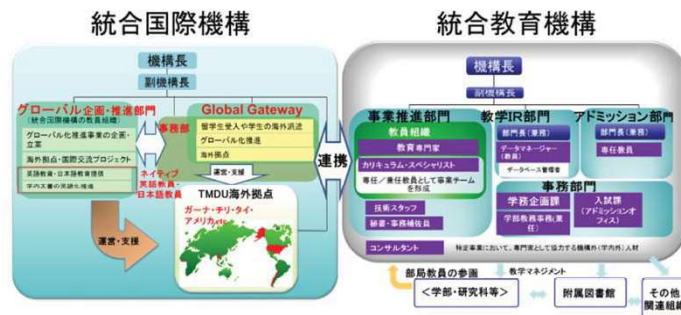 統合国際機構
機構長
副機構長
グローバル企画・推進部門
(統合国際機構の教員組織)
グローバル化推進事業の企画・
立案
海外拠点・国際交流プロジェクト
英語教育・日本語教育提供
学内文書の英語化推進
事務部
ネイティブ
英語教員・
日本語教員
Global Gateway
留学生受入や学生の海外派遣
グローバル化推進
海外拠点
運営・支援
TMDU海外拠点
ガーナ・チリ・タイ・
アメリカetc
運営・支援
連携
統合教育機構
機構長
副機構長
事業推進部門
教員組織
教育専門家
カリキュラム・スペシャリスト
専任/兼任教員として事業チーム
を形成
技術スタッフ
秘書・事務補佐員
コンサルタント
特定事業において、専門家として協力する機構外(学内外)人材
教学IR部門
部門長(兼務)
データマネージャー
(教員)
データベース管理者
アドミッション部門
部門長(兼務)
専任教員
事務部門
学務企画課
学部教務事務(兼
任)
入試課
(アドミッションオ
フィス)
部局教員の参画
教学マネジメント
<学部・研究科等>
附属図書館
その他
関連組織